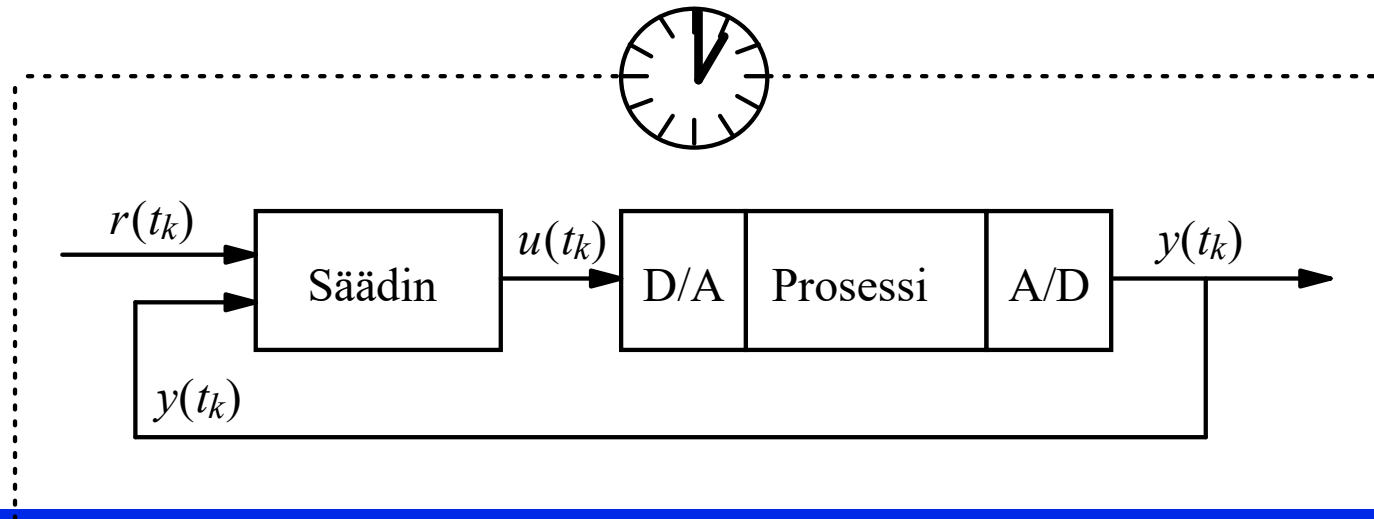 r(tk)
u(tk)
y(tk)
Säädin
D/A
Prosessi
A/D
y(tk)